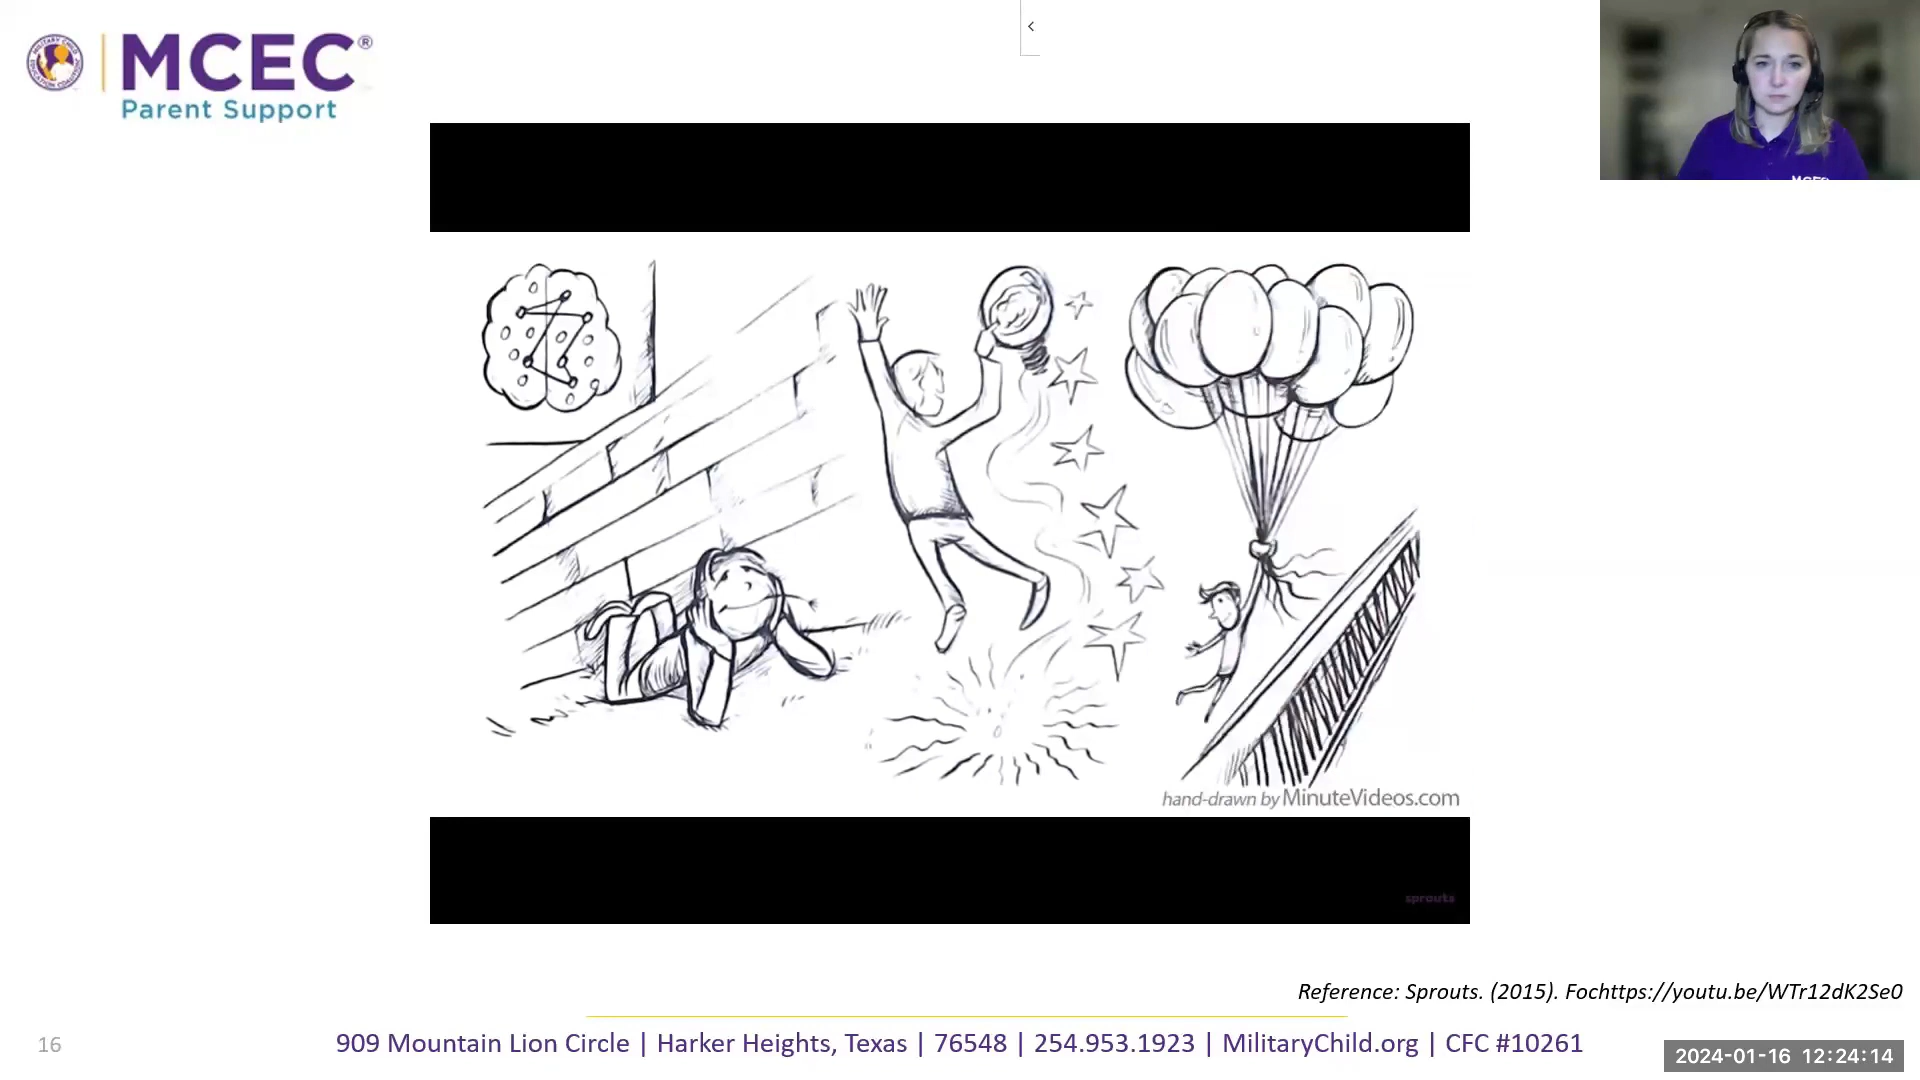 MCEC®
Parent Support
MCEC
hand-drawn by MinuteVideos.com
sprouts
Reference: Sprouts. (2015). Fochttps://youtu.be/WTr12dK2Se0
16
909 Mountain Lion Circle | Harker Heights, Texas | 76548 | 254.953.1923 | MilitaryChild.org | CFC #10261
2024-01-16 12:24:14